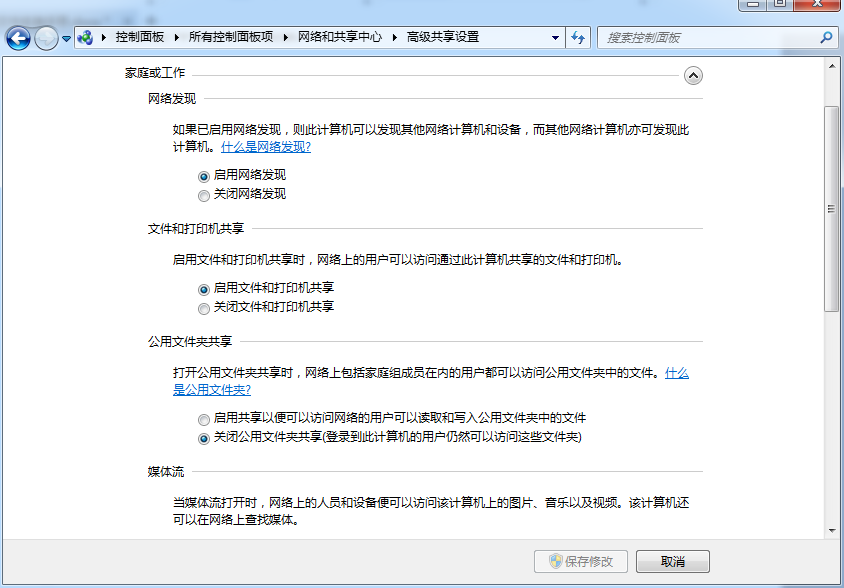 控制面板 ▸ 所有控制面板项 ▸ 网络和共享中心 ▸ 高级共享设置
搜索控制面板
家庭或工作
网络发现
如果已启用网络发现，则此计算机可以发现其他网络计算机和设备，而其他网络计算机亦可发现此
计算机。什么是网络发现?
启用网络发现
关闭网络发现
文件和打印机共享
启用文件和打印机共享时，网络上的用户可以访问通过此计算机共享的文件和打印机。
启用文件和打印机共享
关闭文件和打印机共享
公用文件夹共享
打开公用文件夹共享时，网络上包括家庭组成员在内的用户都可以访问公用文件夹中的文件。什么
是公用文件夹?
启用共享以便可以访问网络的用户可以读取和写入公用文件夹中的文件
关闭公用文件夹共享(登录到此计算机的用户仍然可以访问这些文件夹)
媒体流
当媒体流打开时，网络上的人员和设备便可以访问该计算机上的图片、音乐以及视频。该计算机还
可以在网络上查找媒体。
保存修改
取消